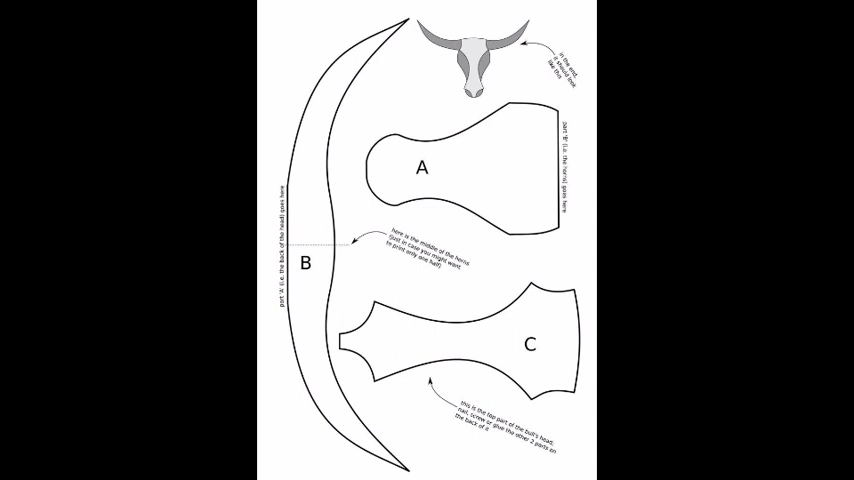 in the end,
it should look
like this
A
part 'B' (i.e. the horns) goes here
part 'A' (i.e. the back of the head) goes here
here is the middle of the horns
(just in case you might want
to print only one half)
B
C
this is the top part of the bull's head,
nail, screw or glue the other 2 parts on
the back of it